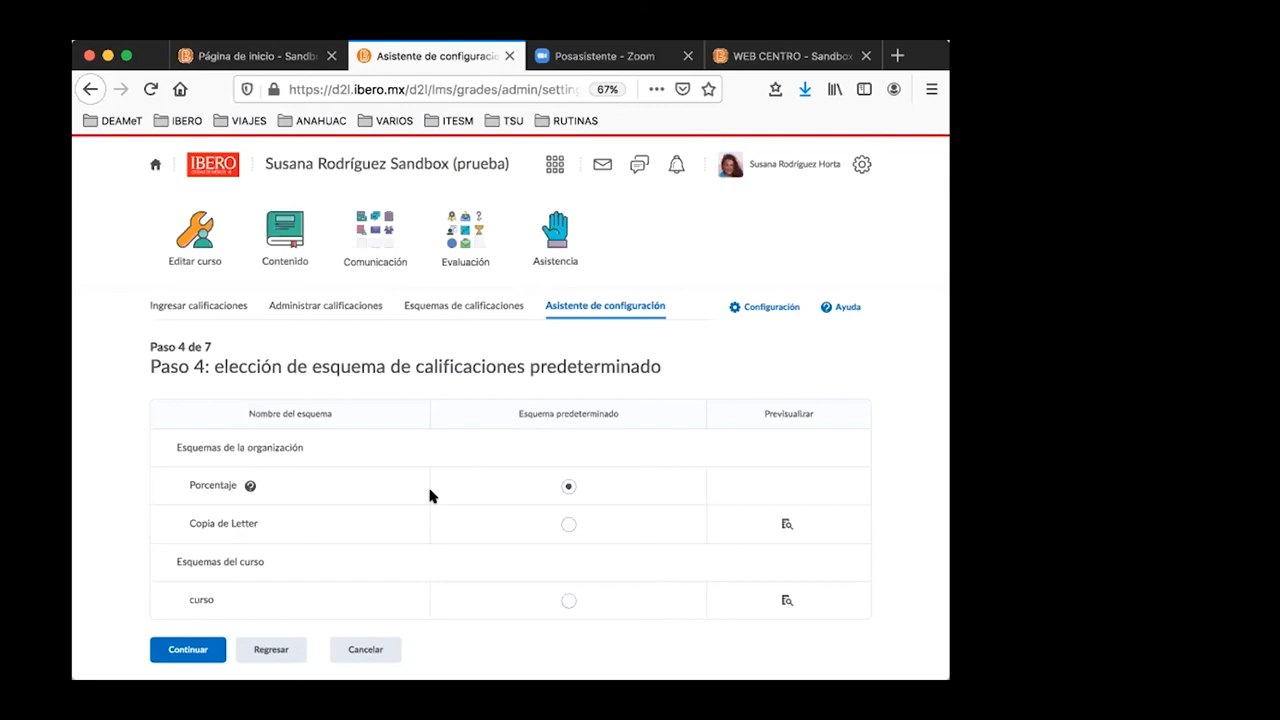 Página de inicio - Sandb
Asistente de configuració
Posasistente - Zoom
WEB CENTRO - Sandbox
https://d2l.ibero.mx/d2l/lms/grades/admin/settin
67%
DEAMeT
IBERO
VIAJES
ANAHUAC
VARIOS
ITESM
TSU
RUTINAS
IBERO
Susana Rodríguez Sandbox (prueba)
Susana Rodríguez Horta
Editar curso
Contenido
Comunicación
Evaluación
Asistencia
Ingresar calificaciones
Administrar calificaciones
Esquemas de calificaciones
Asistente de configuración
Configuración
Ayuda
Paso 4 de 7
Paso 4: elección de esquema de calificaciones predeterminado
Nombre del esquema
Esquema predeterminado
Previsualizar
Esquemas de la organización
Porcentaje
Copia de Letter
Esquemas del curso
curso
Continuar
Regresar
Cancelar